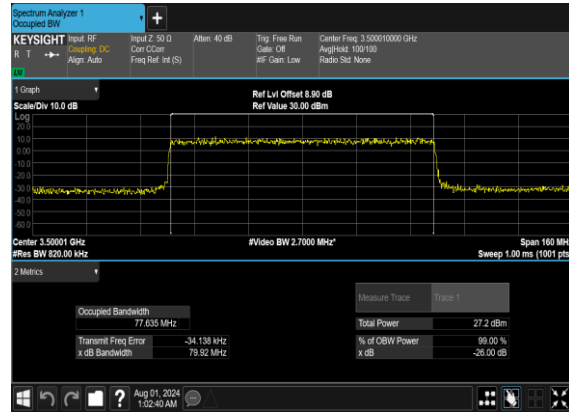 Spectrum Analyzer 1
Occupied BW
KEYSIGHT Input: RF Input Z: 50 Ω Atten: 40 dB Trig: Free Run Center Freq: 3.500010000 GHz
R T Coupling: DC Corr CCorr Gate: Off Avg|Hold: 100/100
Align: Auto Freq Ref: Int (S) #IF Gain: Low Radio Std: None
1 Graph Ref Lvl Offset 8.90 dB
Scale/Div 10.0 dB Ref Value 30.00 dBm
Log
20.0
10.0
0.00
-10.0
-20.0
-30.0
-40.0
-50.0
-60.0
Center 3.50001 GHz #Video BW 2.7000 MHz* Span 160 MH
#Res BW 820.00 kHz Sweep 1.00 ms (1001 pts
2 Metrics
Measure Trace Trace 1
Occupied Bandwidth
77.635 MHz Total Power 27.2 dBm
Transmit Freq Error -34.138 kHz % of OBW Power 99.00 %
x dB Bandwidth 79.92 MHz x dB -26.00 dB
? Aug 01, 2024
1:02:40 AM